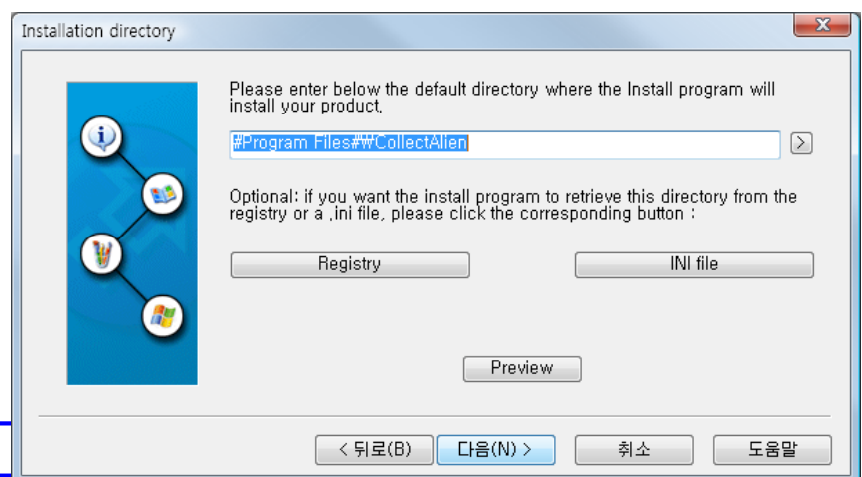 Installation directory
Please enter below the default directory where the Install program will
install your product.
#Program Files#₩CollectAlien
>
Optional: if you want the install program to retrieve this directory from the
registry or a .ini file, please click the corresponding button :
Registry INI file
Preview
< 뒤로(B) 다음(N) > 취소 도움말